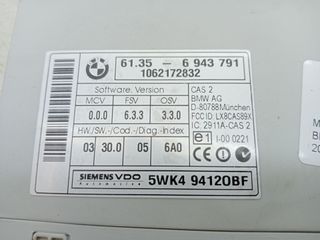 61.35 - 6 943 791
1062172832
Software. Version
MCV FSV OSV
0.0.0 6.3.3 3.3.0
HW./SW.-/Cod.-/Diag.-Index
03 30.0 05 6A0
CAS 2
BMW AG
D-80788München
FCC ID: LX8CAS89X
IC: 2911A-CAS 2
e1 I-00 0221
SIEMENS VDO
Automotive
5WK4 94120BF